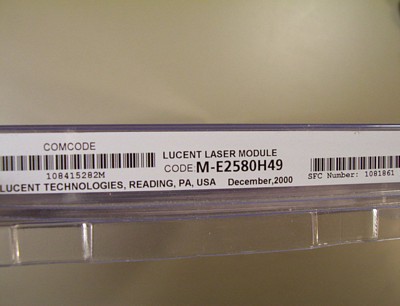 COMCODE
108415282M
LUCENT LASER MODULE
CODE: M-E2580H49
LUCENT TECHNOLOGIES, READING, PA, USA December,2000
SFC Number: 1081861